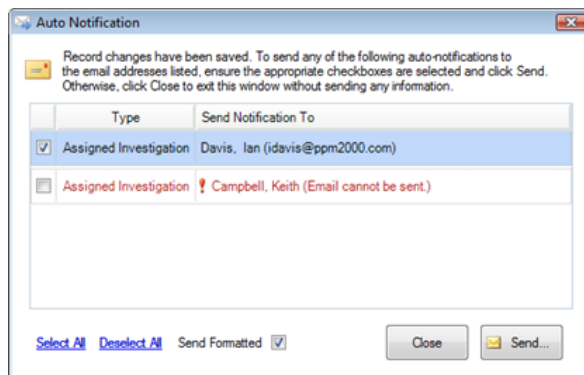 Auto Notification
Record changes have been saved. To send any of the following auto-notifications to
the email addresses listed, ensure the appropriate checkboxes are selected and click Send.
Otherwise, click Close to exit this window without sending any information.
Type Send Notification To
Assigned Investigation Davis, Ian (idavis@ppm2000.com)
Assigned Investigation ! Campbell, Keith (Email cannot be sent.)
Select All Deselect All Send Formatted Close Send...